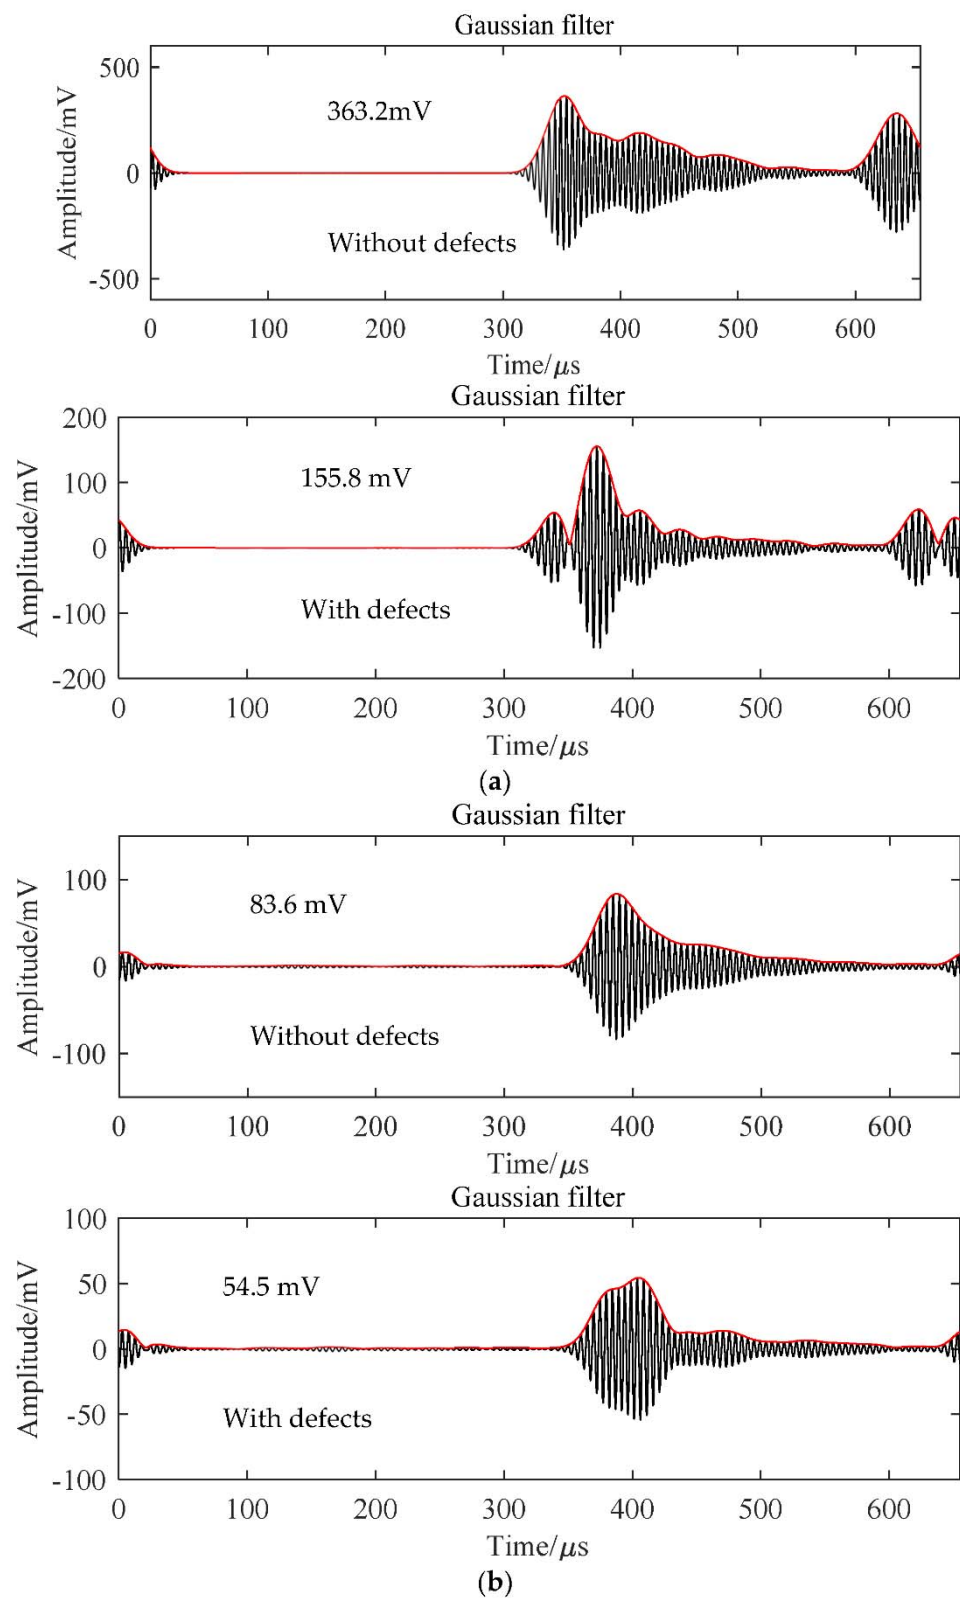 Gaussian filter
500
363.2mV
0
Without defects
-500
Amplitude/mV
0 100 200 300 400 500 600
Time/μs
Gaussian filter
200
100
155.8 mV
0
With defects
-100
-200
Amplitude/mV
0 100 200 300 400 500 600
Time/μs
(a)
Gaussian filter
100
83.6 mV
0
Without defects
-100
Amplitude/mV
0 100 200 300 400 500 600
Time/μs
Gaussian filter
100
50
54.5 mV
0
With defects
-50
-100
Amplitude/mV
0 100 200 300 400 500 600
Time/μs
(b)